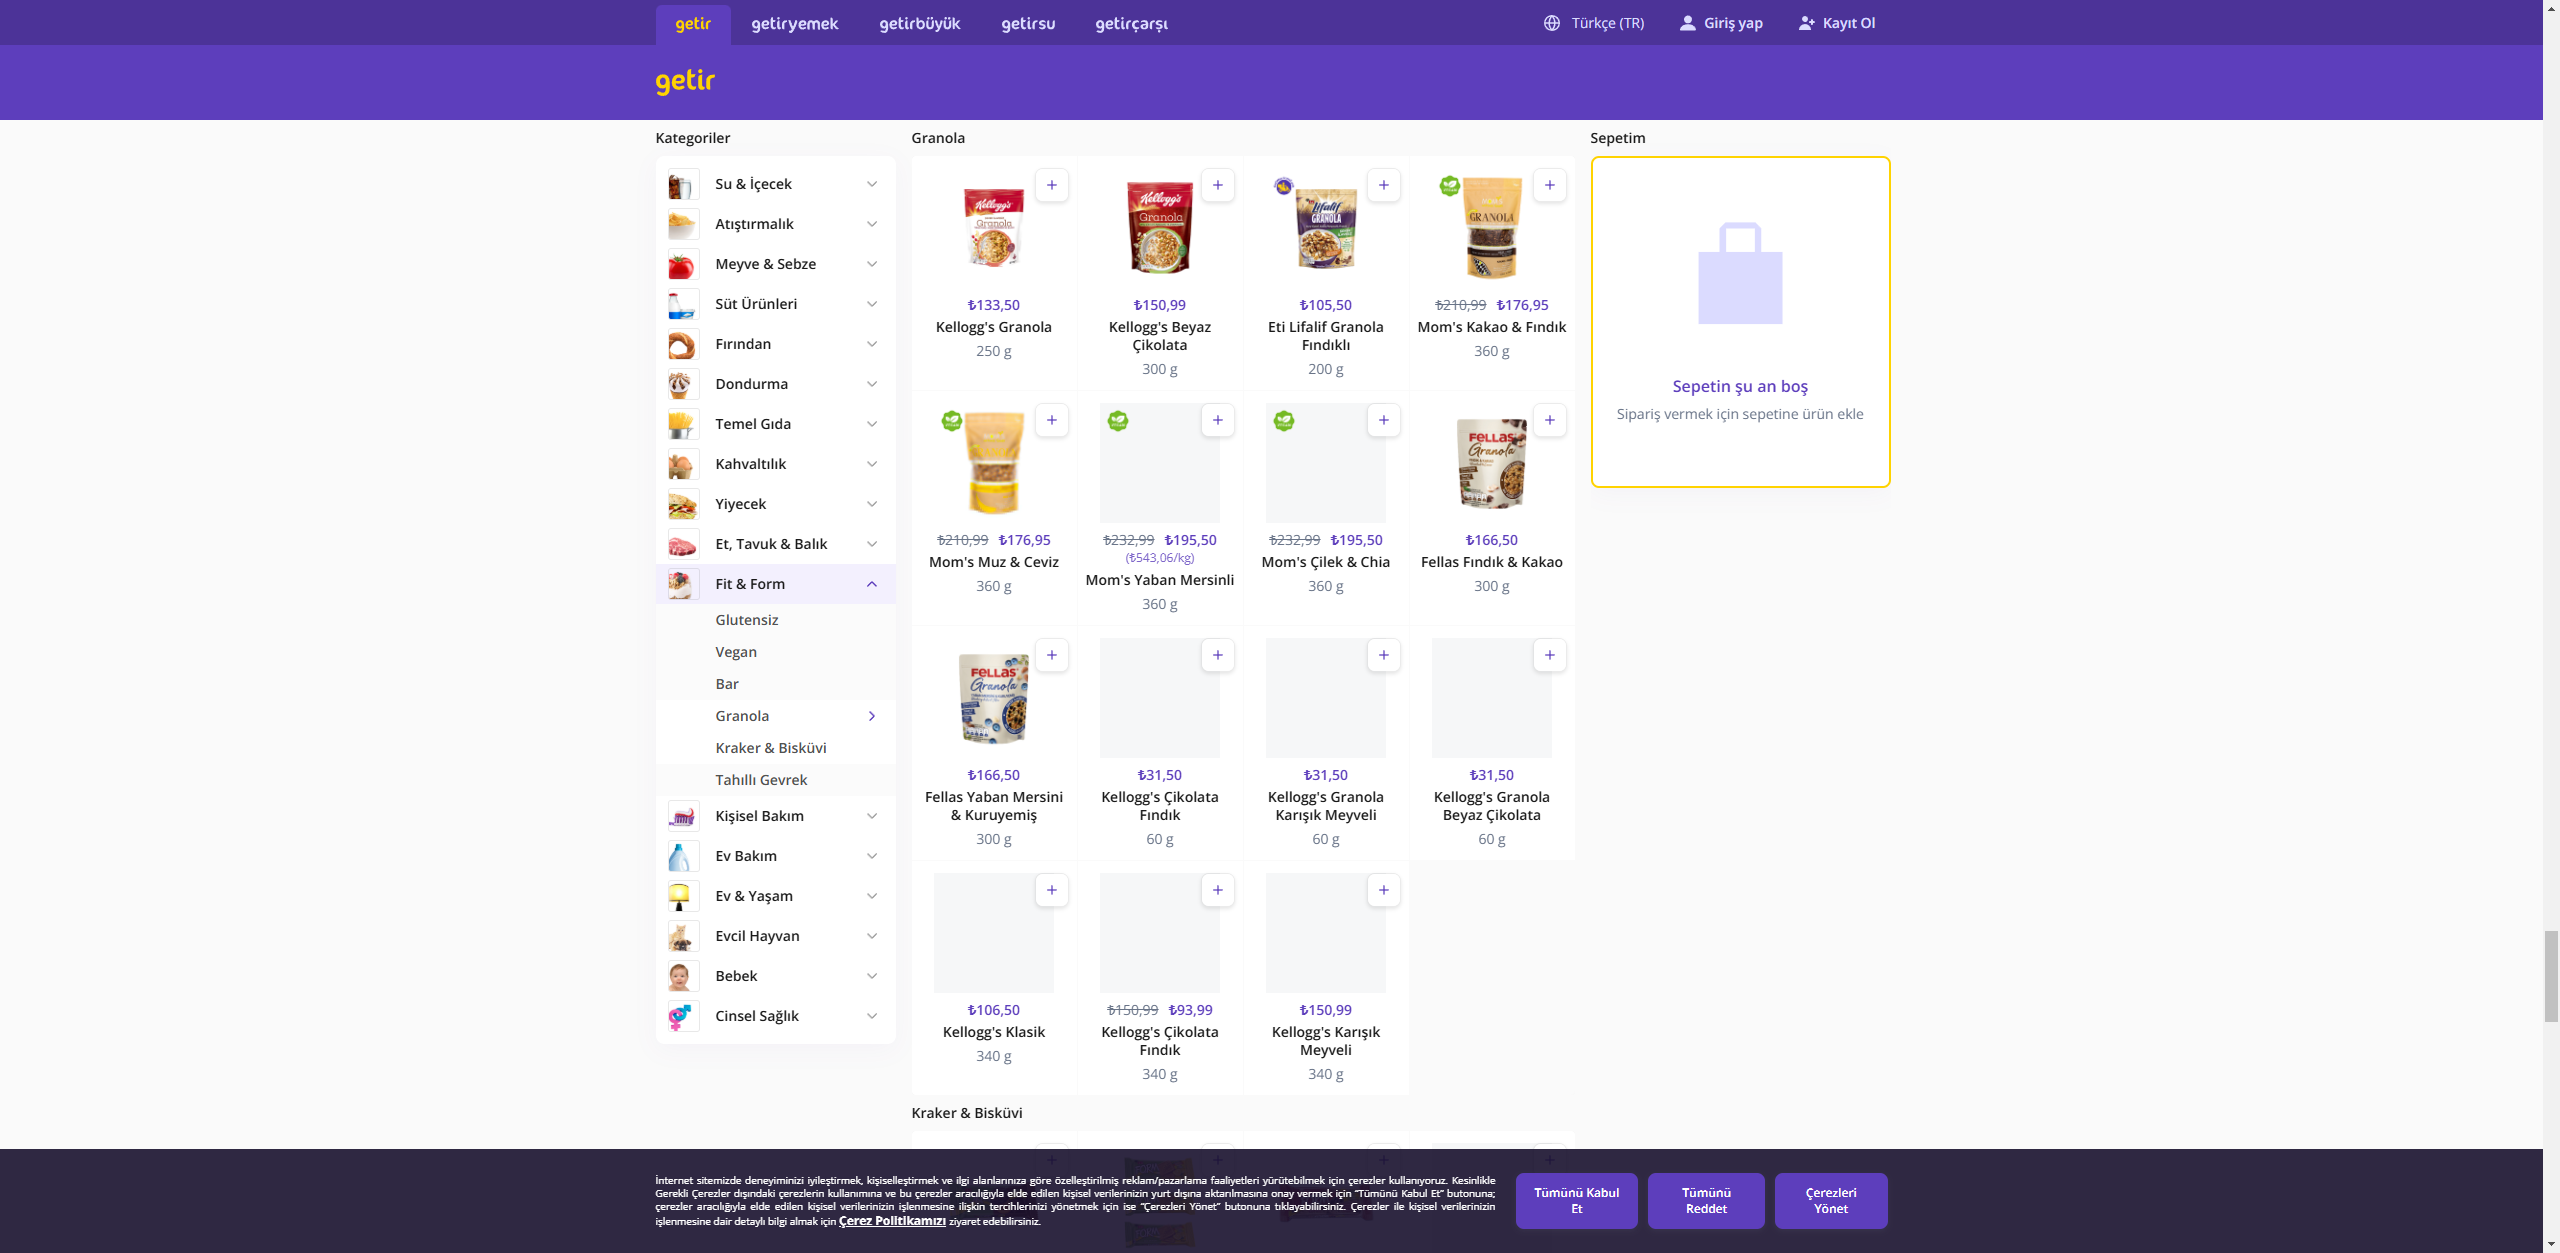 getir
getiryemek
getirbüyük
getirsu
getirçarşı
Türkçe (TR)
Giriş yap
Kayıt Ol
getir
Kategoriler
Su & İçecek
Atıştırmalık
Meyve & Sebze
Süt Ürünleri
Fırından
Dondurma
Temel Gıda
Kahvaltılık
Yiyecek
Et, Tavuk & Balık
Fit & Form
Glutensiz
Vegan
Bar
Granola
Kraker & Bisküvi
Tahıllı Gevrek
Kişisel Bakım
Ev Bakım
Ev & Yaşam
Evcil Hayvan
Bebek
Cinsel Sağlık
Granola
Kellogg's
Granola
₺133,50
Kellogg's Granola
250 g
Kellogg's
Granola
₺150,99
Kellogg's Beyaz
Çikolata
300 g
Lifalif
GRANOLA
₺105,50
Eti Lifalif Granola
Fındıklı
200 g
GRANOLA
₺210,99 ₺176,95
Mom's Kakao & Fındık
360 g
₺210,99 ₺176,95
Mom's Muz & Ceviz
360 g
₺232,99 ₺195,50
(₺543,06/kg)
Mom's Yaban Mersinli
360 g
₺232,99 ₺195,50
Mom's Çilek & Chia
360 g
FELLAS
Granola
₺166,50
Fellas Fındık & Kakao
300 g
FELLAS
Granola
₺166,50
Fellas Yaban Mersini
& Kuruyemiş
300 g
₺31,50
Kellogg's Çikolata
Fındık
60 g
₺31,50
Kellogg's Granola
Karışık Meyveli
60 g
₺31,50
Kellogg's Granola
Beyaz Çikolata
60 g
₺106,50
Kellogg's Klasik
340 g
₺150,99 ₺93,99
Kellogg's Çikolata
Fındık
340 g
₺150,99
Kellogg's Karışık
Meyveli
340 g
Kraker & Bisküvi
Sepetim
Sepetin şu an boş
Sipariş vermek için sepetine ürün ekle
İnternet sitemizde deneyiminizi iyileştirmek, kişiselleştirmek ve ilgi alanlarınıza göre özelleştirilmiş reklam/pazarlama faaliyetleri yürütebilmek için çerezler kullanıyoruz. Kesinlikle
Gerekli Çerezler dışındaki çerezlerin kullanımına ve bu çerezler aracılığıyla elde edilen kişisel verilerinizin yurt dışına aktarılmasına onay vermek için “Tümünü Kabul Et” butonuna;
çerezler aracılığıyla elde edilen kişisel verilerinizin işlenmesine ilişkin tercihlerinizi yönetmek için ise “Çerezleri Yönet” butonuna tıklayabilirsiniz. Çerezler ile kişisel verilerinizin
işlenmesine dair detaylı bilgi almak için Çerez Politikamızı ziyaret edebilirsiniz.
Tümünü Kabul
Et
Tümünü
Reddet
Çerezleri
Yönet